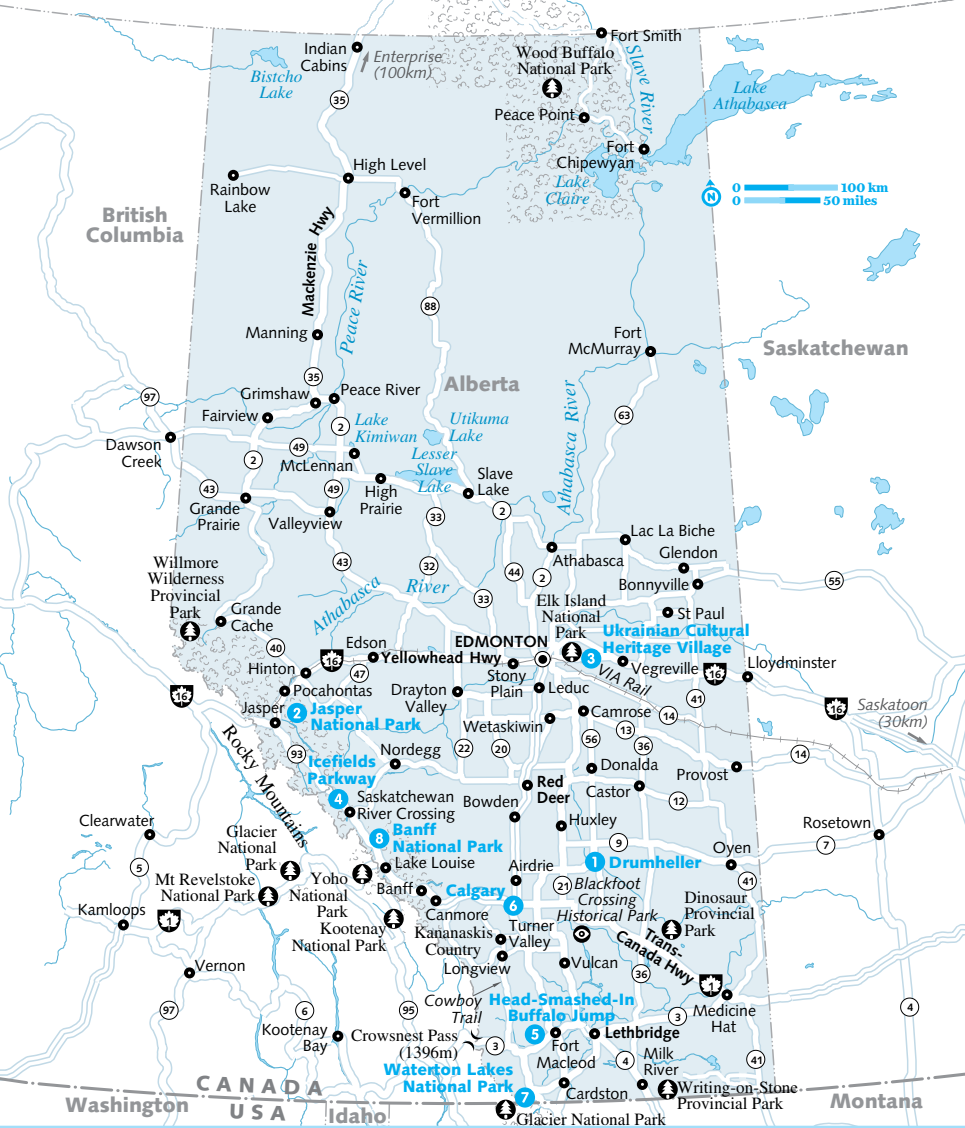 Fort Smith
Indian
Cabins
Enterprise
(100km)
Wood Buffalo
National Park
Bistcho
Lake
Slave River
Lake
Athabasca
35
Peace Point
Fort
Chipewyan
High Level
Rainbow
Lake
Fort
Vermillion
Lake
Claire
0
100 km
0
50 miles
N
British
Columbia
Mackenzie Hwy
Peace River
88
Manning
Fort
McMurray
Saskatchewan
35
Grimshaw
Peace River
Alberta
97
Fairview
2
Lake
Kimiwan
Utikuma
Lake
Athabasca River
63
Dawson
Creek
49
2
McLennan
Lesser
Slave
Lake
Slave
Lake
43
49
High
Prairie
Grande
Prairie
Valleyview
33
2
Lac La Biche
Athabasca
Glendon
Willmore
Wilderness
Provincial
Park
43
32
44
2
Bonnyville
55
Athabasca
River
33
Elk Island
National
Park
St Paul
Grande
Cache
Ukrainian Cultural
Heritage Village
40
Edson
EDMONTON
3
Hinton
16
Yellowhead Hwy
47
Stony
Plain
VIA Rail
Vegreville
16
Lloydminster
16
Pocahontas
Drayton
Valley
Leduc
41
16
Saskatoon
(30km)
Jasper
2
Jasper
National Park
Wetaskiwin
Camrose
14
13
Rocky Mountains
93
Nordegg
22
20
56
36
14
Icefields
Parkway
Donalda
Provost
4
Saskatchewan
River Crossing
Bowden
Red
Deer
Castor
12
Clearwater
Glacier
National
Park
8
Banff
National Park
Huxley
Rosetown
5
9
7
Lake Louise
Airdrie
1
Drumheller
Oyen
Mt Revelstoke
National Park
Yoho
National
Park
Banff
Calgary
21
Blackfoot
Crossing
Historical Park
41
Kamloops
1
6
Dinosaur
Provincial
Park
Kootenay
National Park
Canmore
Kananaskis
Country
Turner
Valley
Trans-
Canada Hwy
Longview
Vulcan
36
1
Vernon
Cowboy
Trail
Head-Smashed-In
Buffalo Jump
Medicine
Hat
97
6
95
3
4
Kootenay
Bay
Crowsnest Pass
(1396m)
3
5
Fort
Macleod
Lethbridge
4
Milk
River
41
Waterton Lakes
National Park
7
Cardston
Writing-on-Stone
Provincial Park
CANADA
USA
Washington
Idaho
Glacier National Park
Montana